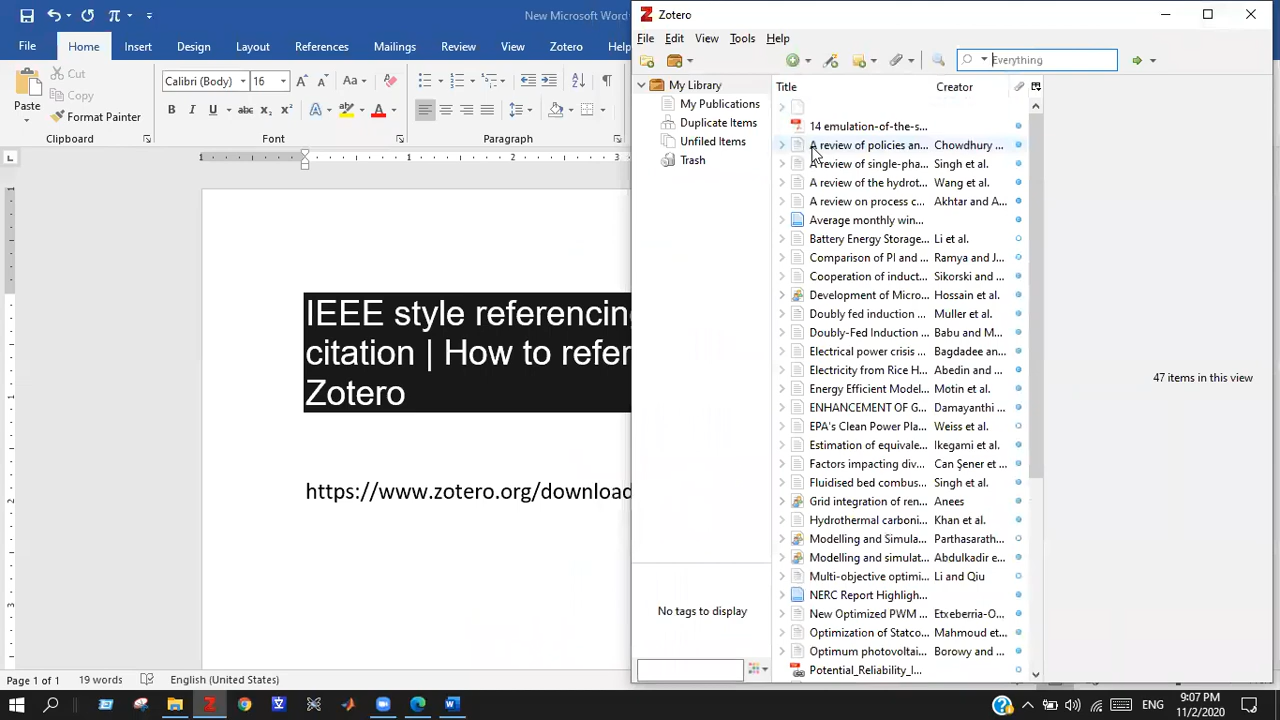 New Microsoft Word
File Home Insert Design Layout References Mailings Review View Zotero
Paste
Cut
Copy
Format Painter
Clipboard
Calibri (Body) 16
Font
Paragraph
IEEE style referencing
citation | How to refer
Zotero
https://www.zotero.org/download
Page 1 of 1 19 words English (United States)
Zotero
File Edit View Tools Help
Everything
My Library
My Publications
Duplicate Items
Unfiled Items
Trash
No tags to display
Title Creator
14 emulation-of-the-s...
A review of policies an... Chowdhury ...
A review of single-pha... Singh et al.
A review of the hydrot... Wang et al.
A review on process c... Akhtar and A...
Average monthly win...
Battery Energy Storage... Li et al.
Comparison of PI and ... Ramya and J...
Cooperation of induct... Sikorski and ...
Development of Micro... Hossain et al.
Doubly fed induction ... Muller et al.
Doubly-Fed Induction ... Babu and M...
Electrical power crisis ... Bagdadee an...
Electricity from Rice H... Abedin and ...
Energy Efficient Model... Motin et al.
ENHANCEMENT OF G... Damayanthi ...
EPA's Clean Power Pla... Weiss et al.
Estimation of equivale... Ikegami et al.
Factors impacting div... Can Şener et ...
Fluidised bed combus... Singh et al.
Grid integration of ren... Anees
Hydrothermal carboni... Khan et al.
Modelling and Simula... Parthasarath...
Modelling and simulat... Abdulkadir e...
Multi-objective optimi... Li and Qiu
NERC Report Highligh...
New Optimized PWM ... Etxeberria-O...
Optimization of Statco... Mahmoud et...
Optimum photovoltai... Borowy and ...
Potential_Reliability_I...
47 items in this view
ENG
9:07 PM
11/2/2020